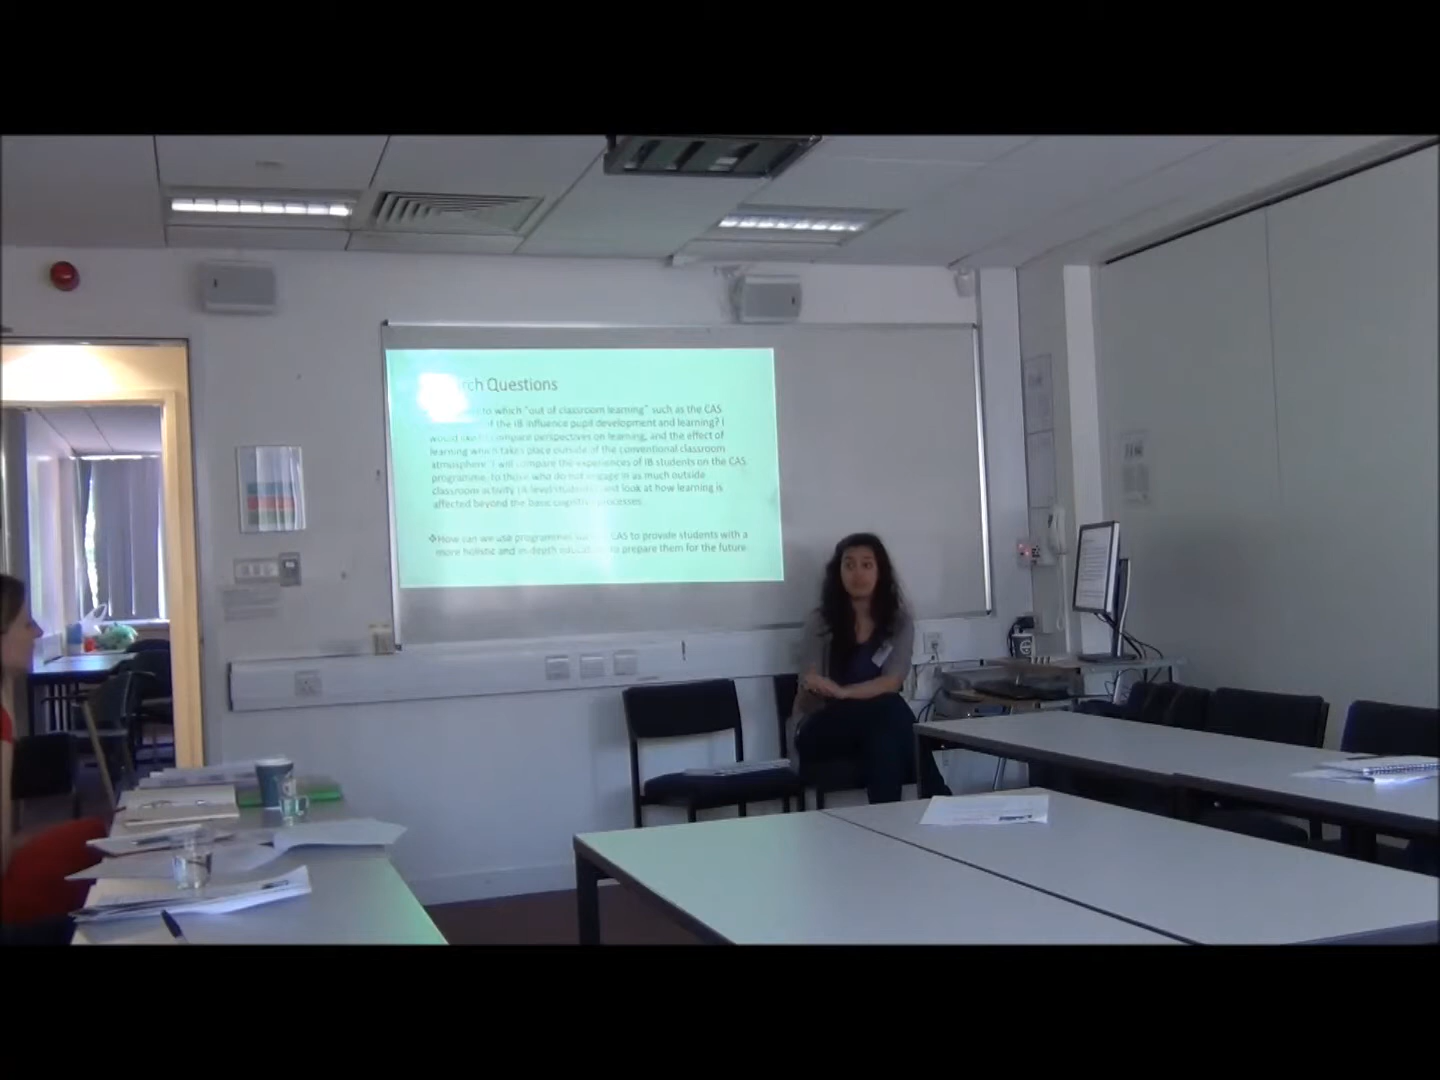 rch Questions
to which "out of classroom learning" such as the CAS
of the IB influence pupil development and learning? I
would like to compare perspectives on learning, and the effect of
learning which takes place outside of the conventional classroom
atmosphere. I will compare the experiences of IB students on the CAS
programme, to those who do not engage in as much outside
classroom activity (A level students) and look at how learning is
affected beyond the basic cognitive processes.
❖How can we use programmes CAS to provide students with a
more holistic and in-depth education to prepare them for the future